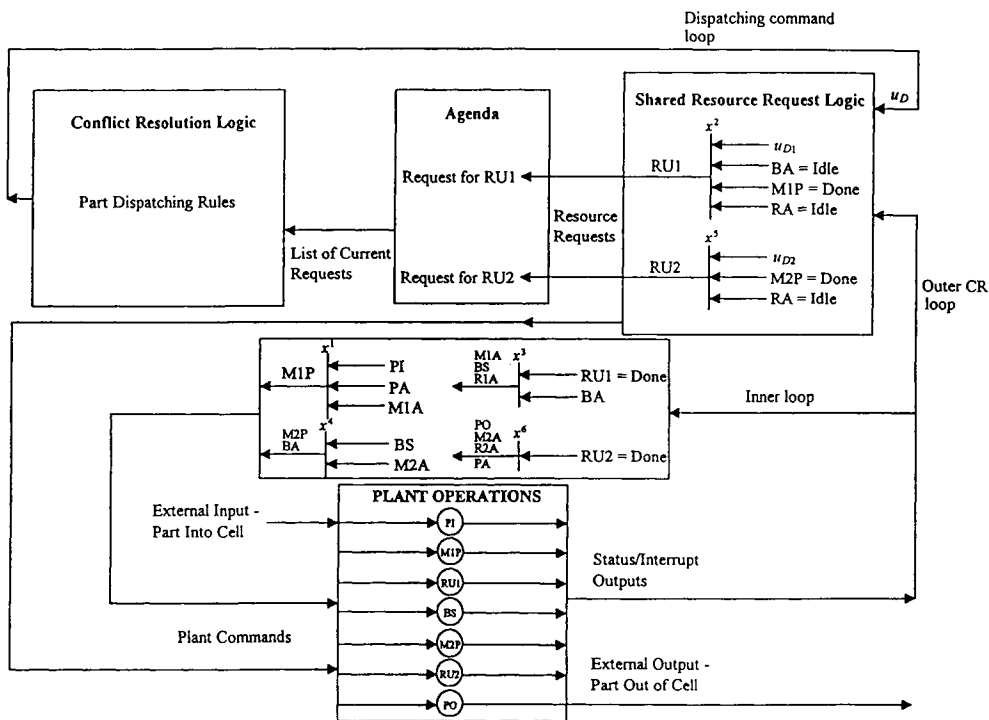 Dispatching command
loop
u_D
Conflict Resolution Logic
Part Dispatching Rules
Agenda
Request for RU1
Request for RU2
List of Current
Requests
Resource
Requests
Shared Resource Request Logic
x^2
RU1
u_D1
BA = Idle
M1P = Done
RA = Idle
x^5
RU2
u_D2
M2P = Done
RA = Idle
Outer CR
loop
Inner loop
x^1
M1P
PI
PA
M1A
M1A
BS
R1A
x^3
RU1 = Done
BA
x^4
M2P
BA
BS
M2A
PO
M2A
R2A
PA
x^6
RU2 = Done
PLANT OPERATIONS
External Input -
Part Into Cell
PI
M1P
RU1
BS
M2P
RU2
PO
Status/Interrupt
Outputs
Plant Commands
External Output -
Part Out of Cell